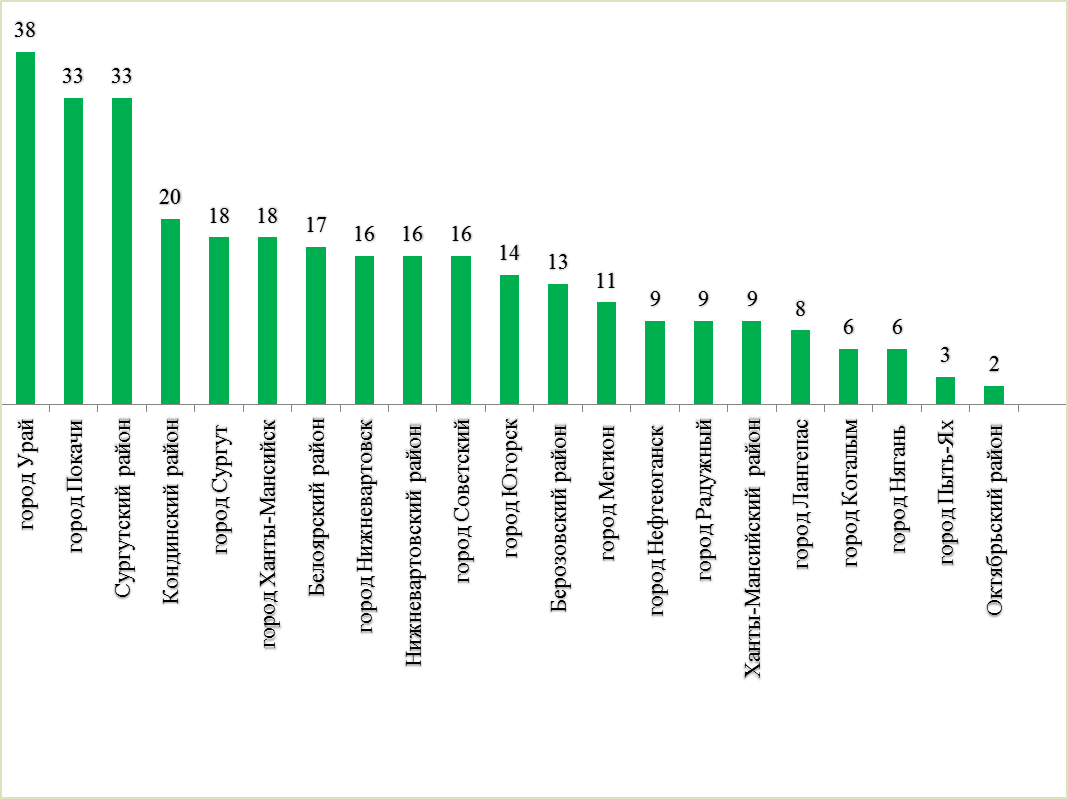 38
33
33
20
18
18
17
16
16
16
14
13
11
9
9
9
8
6
6
3
2
город Урай
город Покачи
Сургутский район
Кондинский район
город Сургут
город Ханты-Мансийск
Белоярский район
город Нижневартовск
Нижневартовский район
город Советский
город Югорск
Берозовский район
город Мегион
город Нефтеюганск
город Радужный
Ханты-Мансийский район
город Лангепас
город Когалым
город Нягань
город Пыть-Ях
Октябрьский район